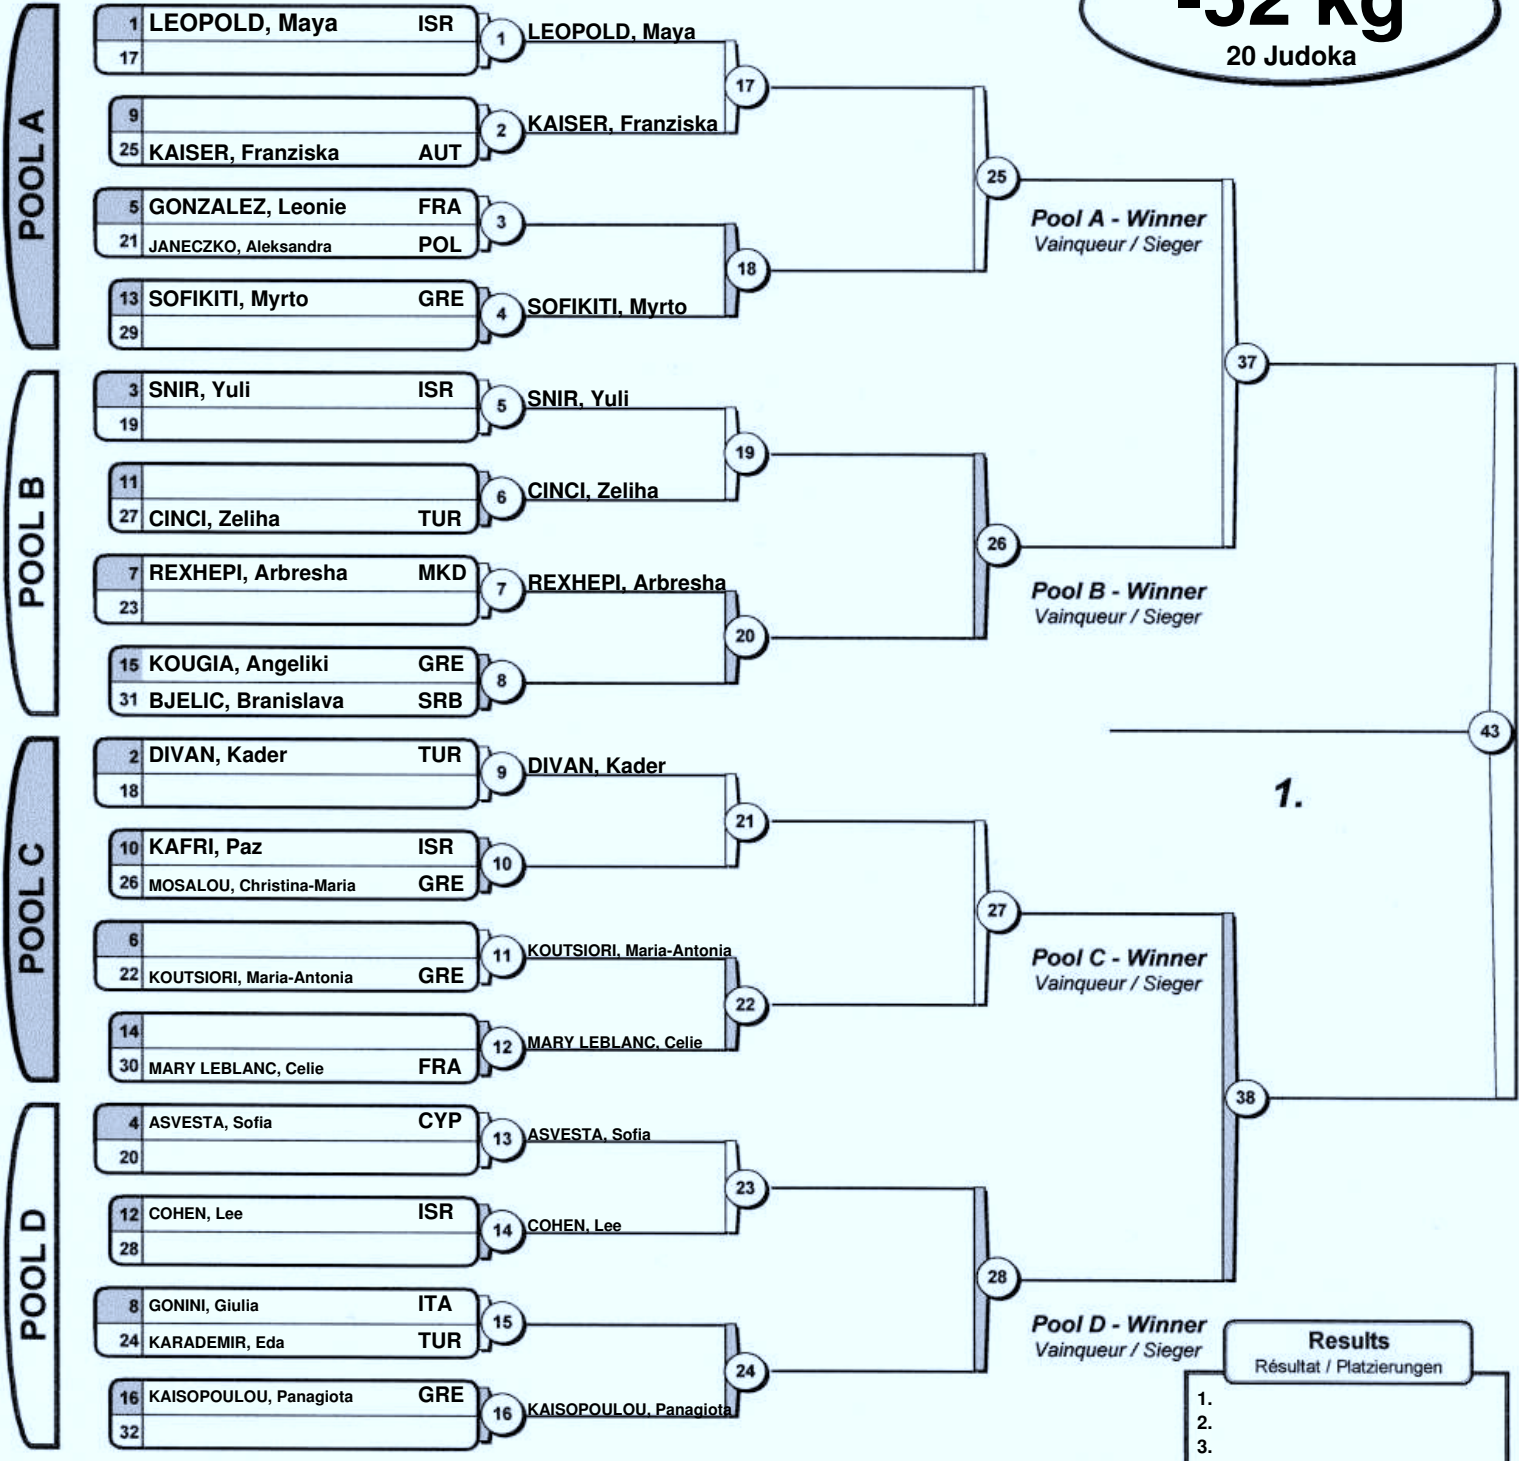 -52 kg
20 Judoka
POOL A
1 LEOPOLD, Maya ISR
17
1 LEOPOLD, Maya
9
25 KAISER, Franziska AUT
2 KAISER, Franziska
17
5 GONZALEZ, Leonie FRA
21 JANECZKO, Aleksandra POL
3
13 SOFIKITI, Myrto GRE
29
4 SOFIKITI, Myrto
18
25
Pool A - Winner
Vainqueur / Sieger
POOL B
3 SNIR, Yuli ISR
19
5 SNIR, Yuli
11
27 CINCI, Zeliha TUR
6 CINCI, Zeliha
19
7 REXHEPI, Arbresha MKD
23
7 REXHEPI, Arbresha
15 KOUGIA, Angeliki GRE
31 BJELIC, Branislava SRB
8
20
26
Pool B - Winner
Vainqueur / Sieger
37
POOL C
2 DIVAN, Kader TUR
18
9 DIVAN, Kader
10 KAFRI, Paz ISR
26 MOSALOU, Christina-Maria GRE
10
21
6
22 KOUTSIORI, Maria-Antonia GRE
11 KOUTSIORI, Maria-Antonia
14
30 MARY LEBLANC, Celie FRA
12 MARY LEBLANC, Celie
22
27
Pool C - Winner
Vainqueur / Sieger
POOL D
4 ASVESTA, Sofia CYP
20
13 ASVESTA, Sofia
12 COHEN, Lee ISR
28
14 COHEN, Lee
23
8 GONINI, Giulia ITA
24 KARADEMIR, Eda TUR
15
16 KAISOPOULOU, Panagiota GRE
32
16 KAISOPOULOU, Panagiota
24
28
Pool D - Winner
Vainqueur / Sieger
38
43
1.
Results
Résultat / Platzierungen
1.
2.
3.